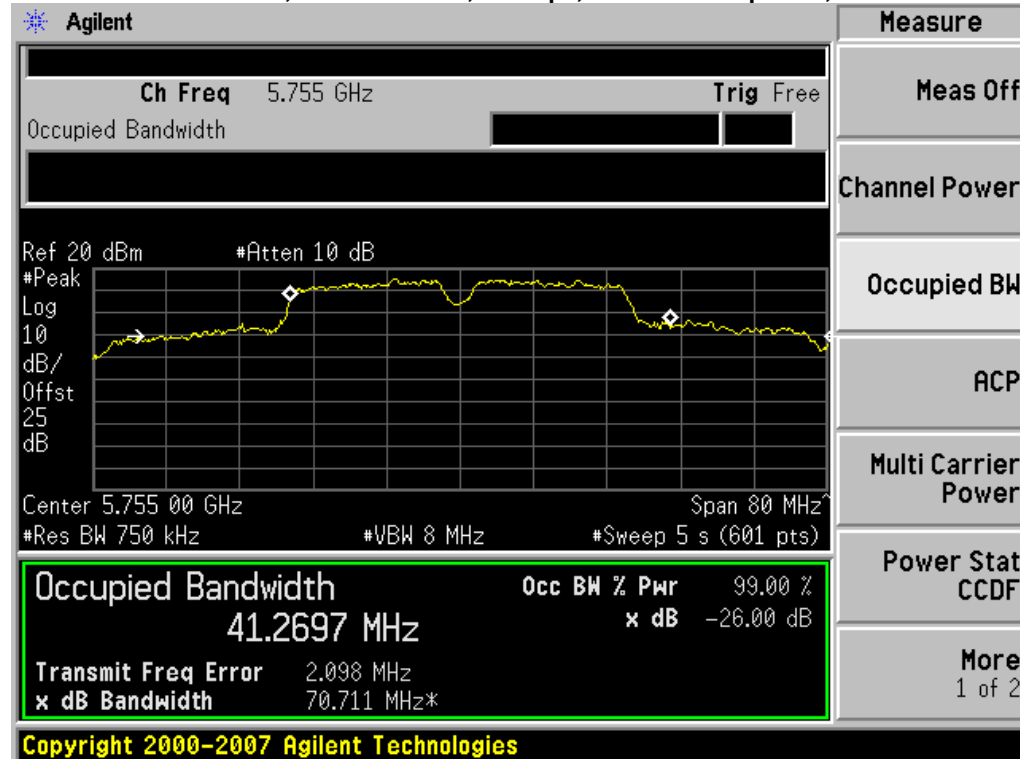 Agilent
Measure
Ch Freq 5.755 GHz Trig Free
Occupied Bandwidth
Meas Off
Channel Power
Occupied BW
ACP
Multi Carrier
Power
Power Stat
CCDF
More
1 of 2
Ref 20 dBm #Atten 10 dB
#Peak
Log
10
dB/
Offst
25
dB
Center 5.755 00 GHz Span 80 MHz^
#Res BW 750 kHz #VBW 8 MHz #Sweep 5 s (601 pts)
Occupied Bandwidth Occ BW % Pwr 99.00 %
41.2697 MHz x dB -26.00 dB
Transmit Freq Error 2.098 MHz
x dB Bandwidth 70.711 MHz*
Copyright 2000-2007 Agilent Technologies